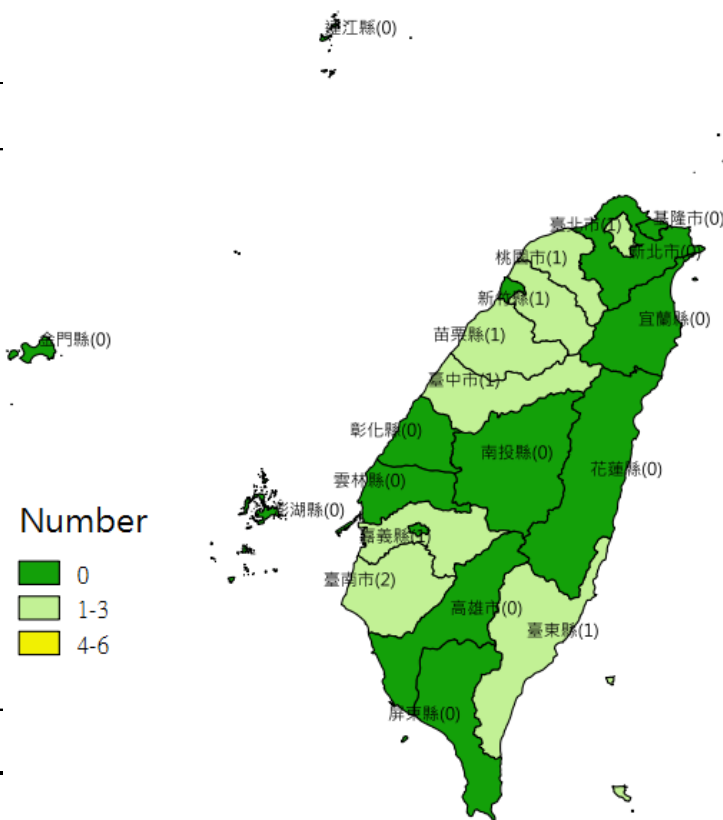 連江縣(0)
臺北市(1)
基隆市(0)
新北市(0)
桃園市(1)
新竹縣(1)
宜蘭縣(0)
苗栗縣(1)
金門縣(0)
臺中市(1)
彰化縣(0)
南投縣(0)
花蓮縣(0)
雲林縣(0)
澎湖縣(0)
嘉義縣(1)
臺南市(2)
高雄市(0)
臺東縣(1)
屏東縣(0)
Number
0
1-3
4-6